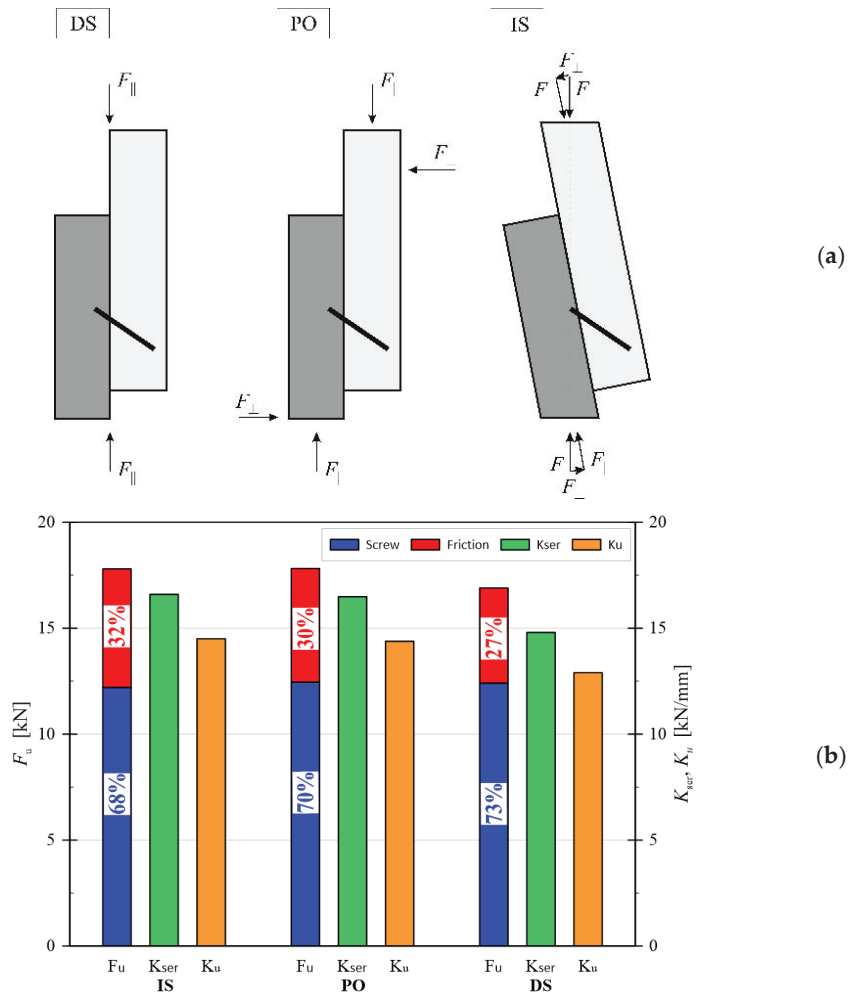 DS PO IS
F∥ F| F⊥
F F
F_
(a)
F⊥
F∥ F| F F|
F_
20 20
Screw Friction Kser Ku
32% 30% 27%
15 15
Fu [kN]
Kser, Ku [kN/mm]
10 10
(b)
68% 70% 73%
5 5
0 0
Fu Kser Ku Fu Kser Ku Fu Kser Ku
IS PO DS